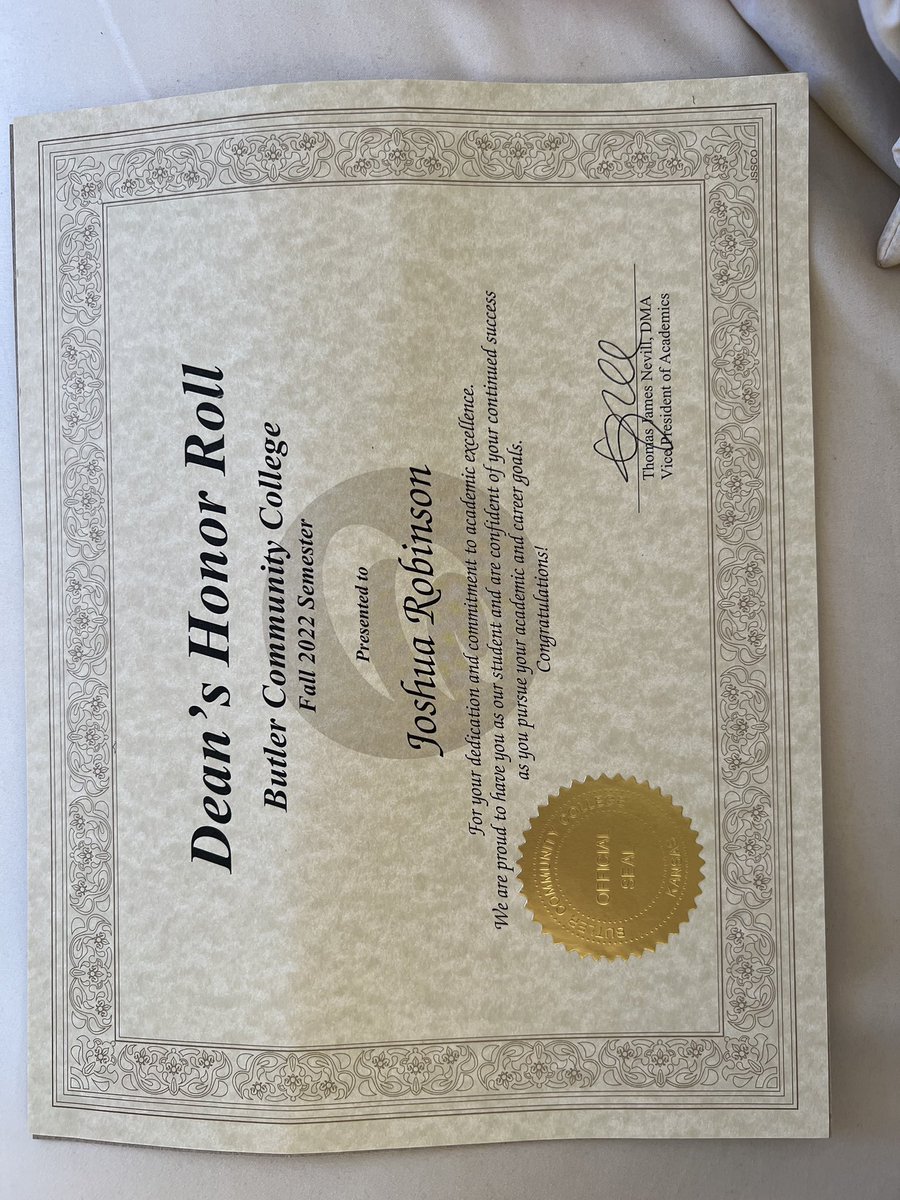 Dean's Honor Roll
Butler Community College
Fall 2022 Semester
Presented to
Joshua Robinson
For your dedication and commitment to academic excellence.
We are proud to have you as our student and are confident of your continued success
as you pursue your academic and career goals.
Congratulations!
Thomas James Nevill, DMA
Vice President of Academics
BUTLER COMMUNITY COLLEGE
OFFICIAL
SEAL
KANSAS